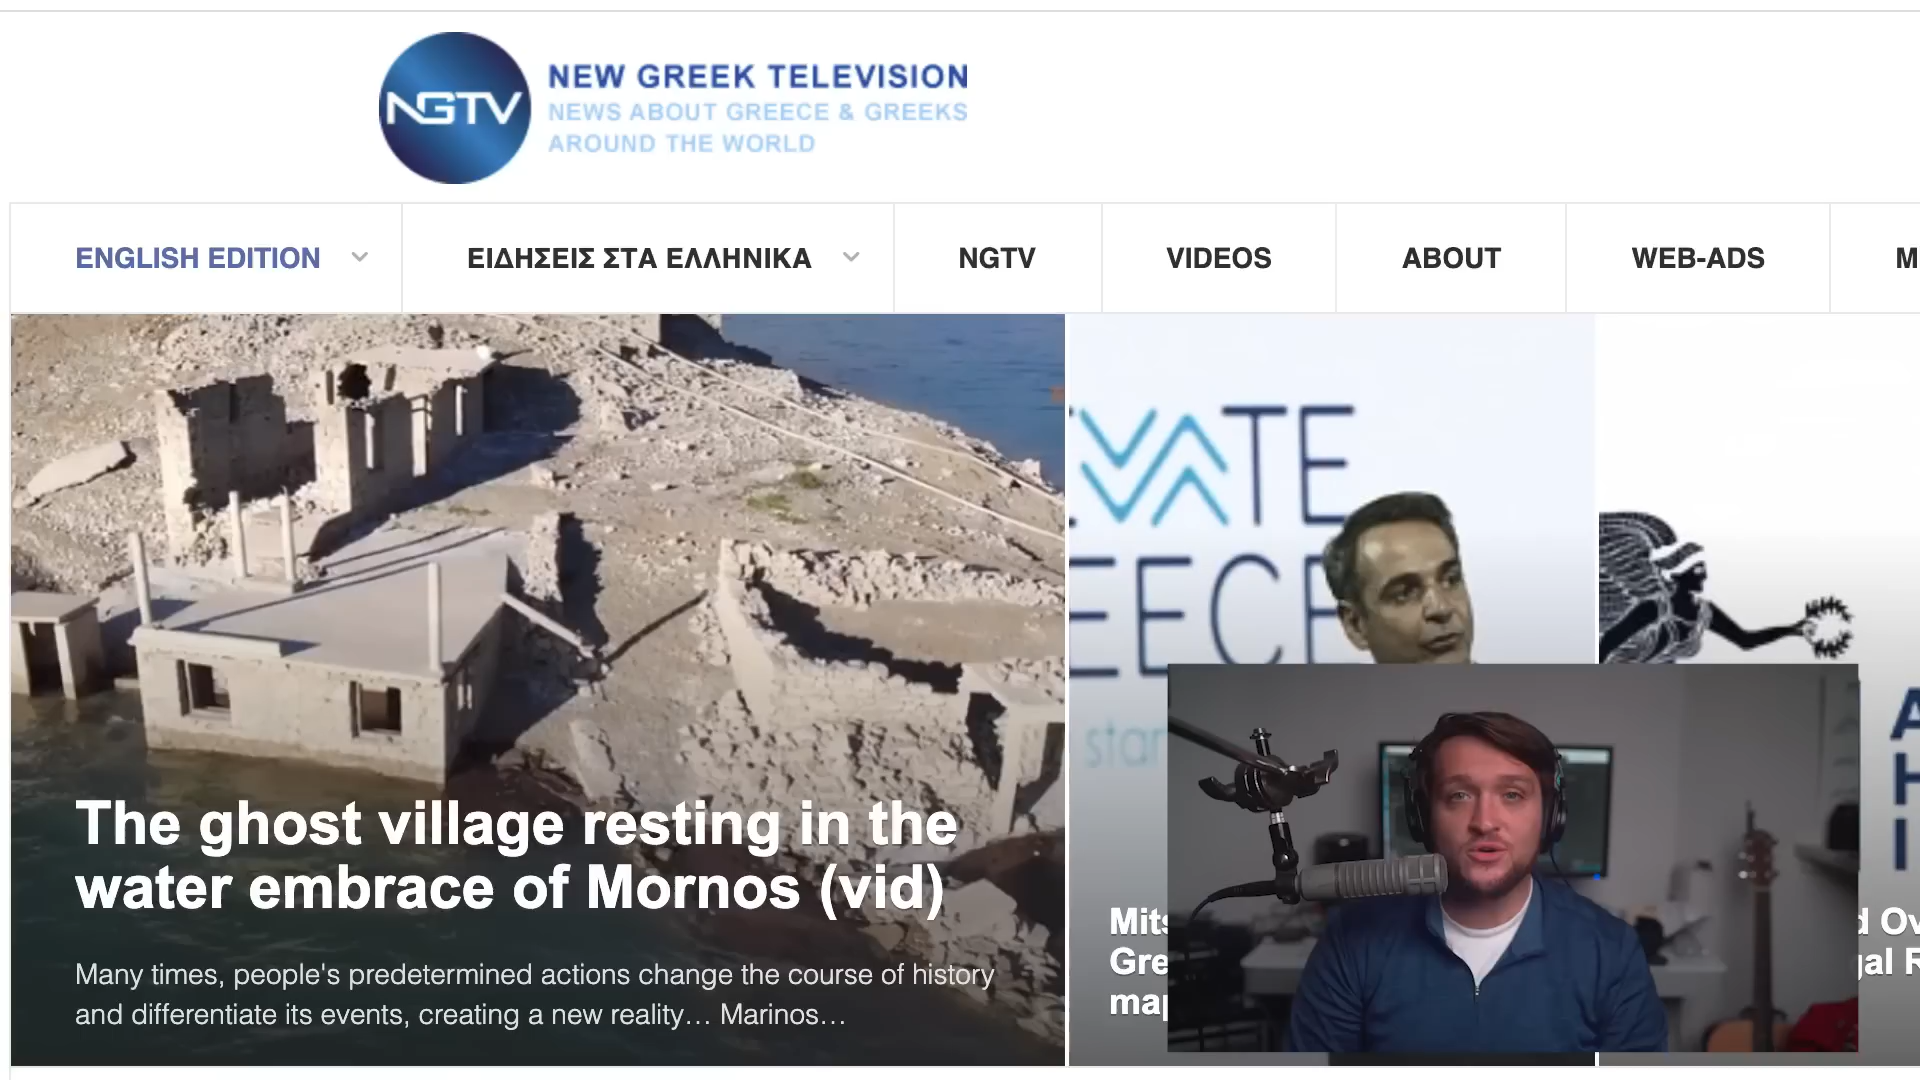 NGTV
NEW GREEK TELEVISION
NEWS ABOUT GREECE & GREEKS
AROUND THE WORLD
ENGLISH EDITION
ΕΙΔΗΣΕΙΣ ΣΤΑ ΕΛΛΗΝΙΚΑ
NGTV
VIDEOS
ABOUT
WEB-ADS
The ghost village resting in the
water embrace of Mornos (vid)
Many times, people's predetermined actions change the course of history
and differentiate its events, creating a new reality… Marinos…